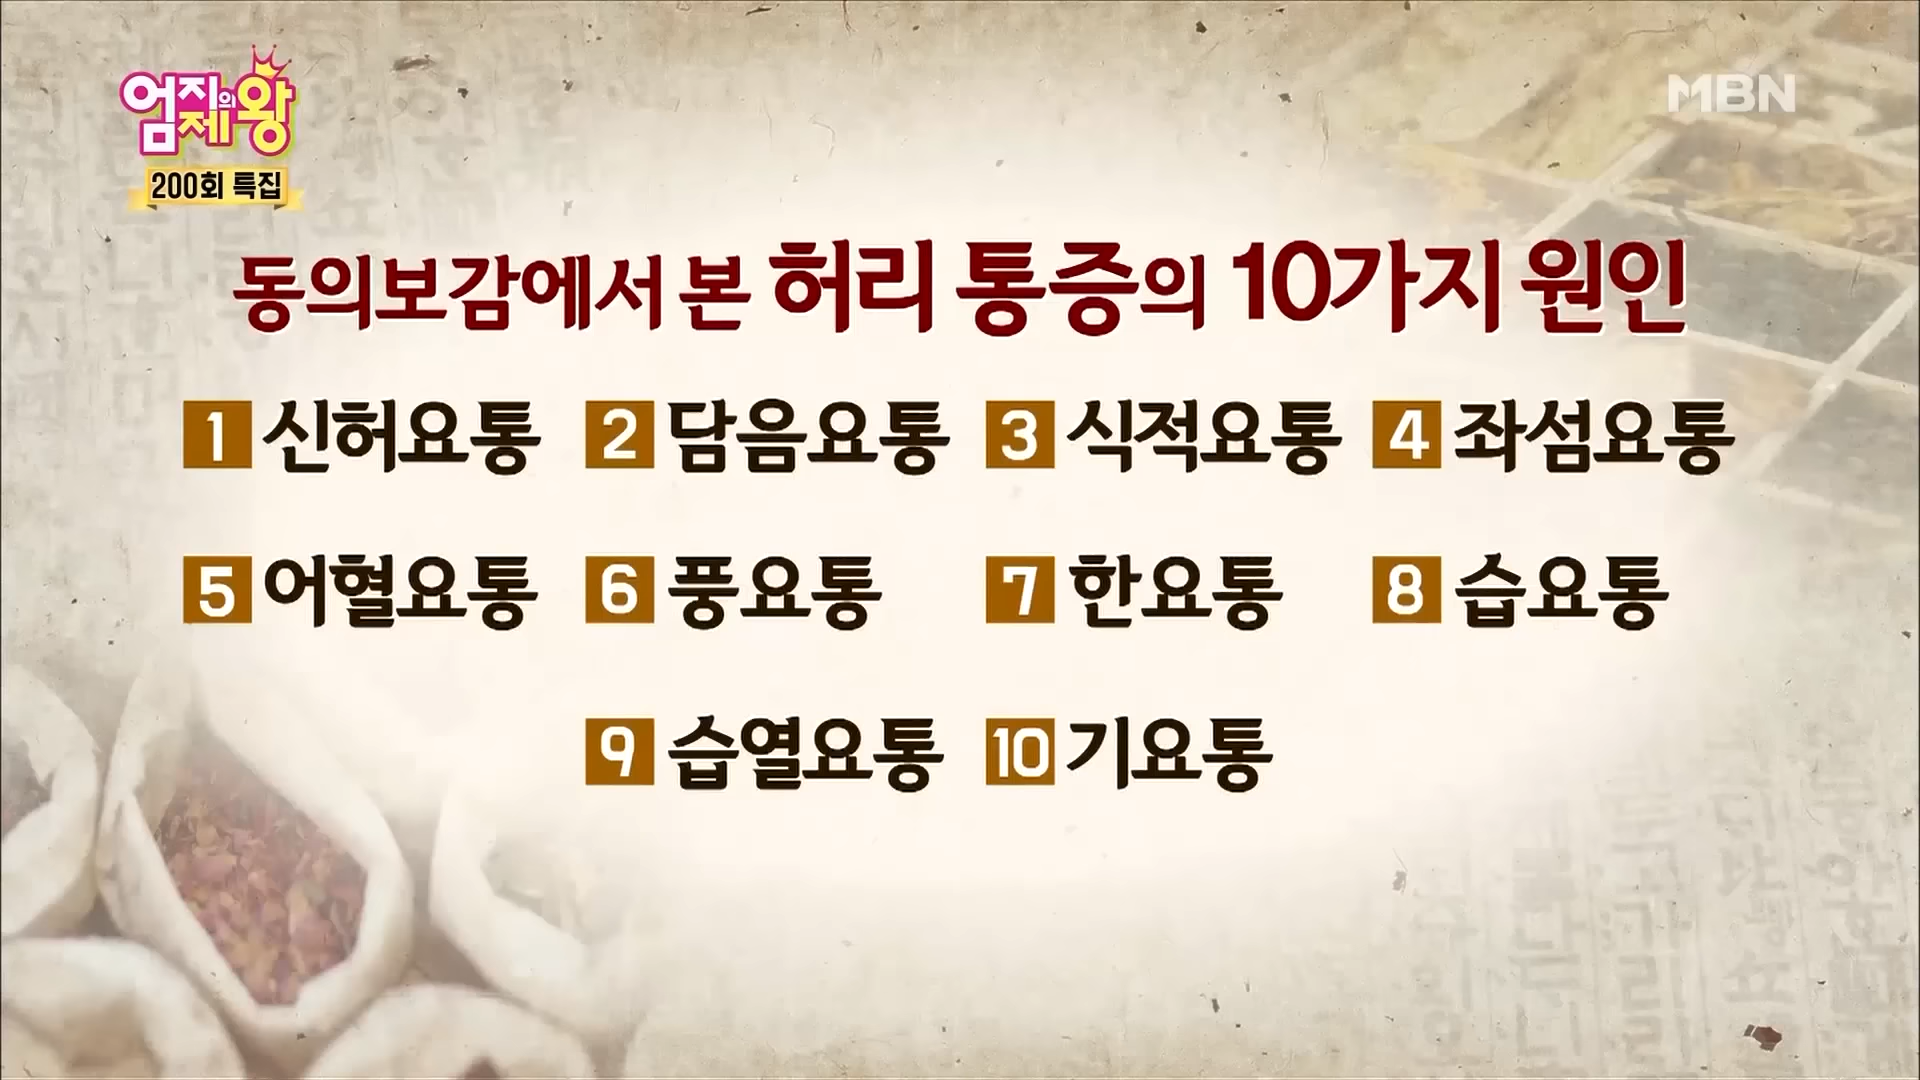 엄지의 제왕
200회 특집
MBN
동의보감에서 본 허리 통증의 10가지 원인
1 신허요통 2 담음요통 3 식적요통 4 좌섬요통
5 어혈요통 6 풍요통 7 한요통 8 습요통
9 습열요통 10 기요통